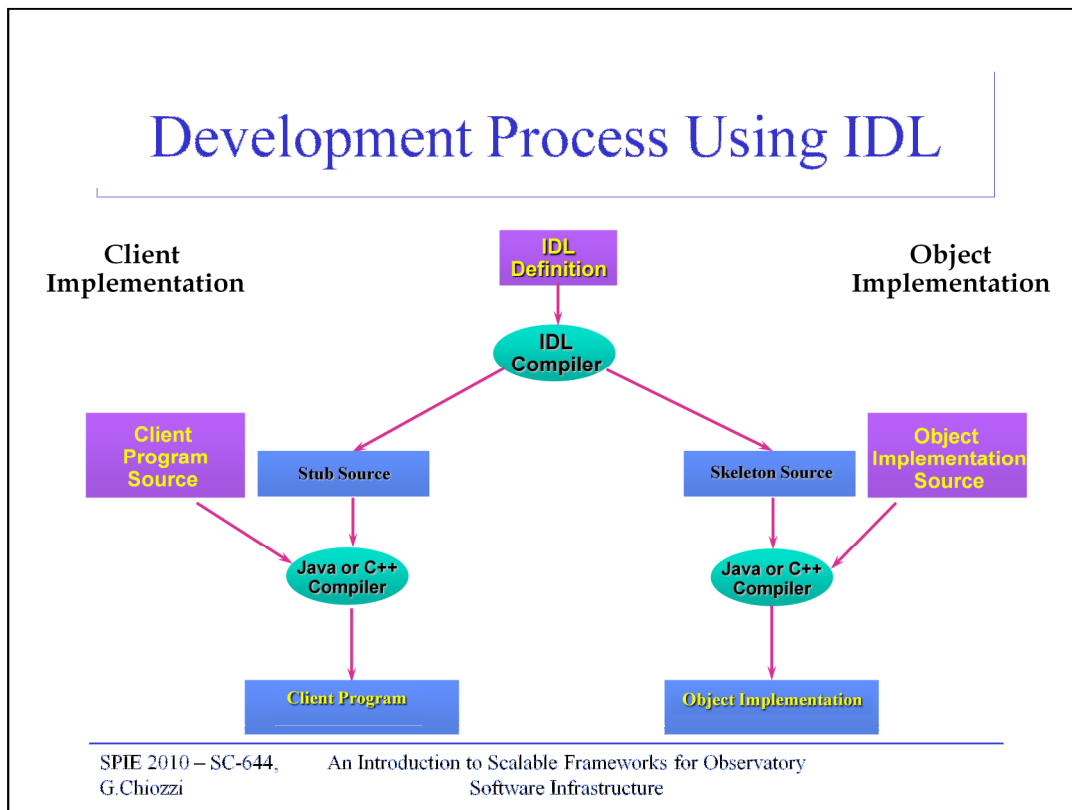 Development Process Using IDL
Client
Implementation
IDL
Definition
Object
Implementation
IDL
Compiler
Client
Program
Source
Stub Source
Skeleton Source
Object
Implementation
Source
Java or C++
Compiler
Java or C++
Compiler
Client Program
Object Implementation
SPIE 2010 – SC-644,
G.Chiozzi
An Introduction to Scalable Frameworks for Observatory
Software Infrastructure